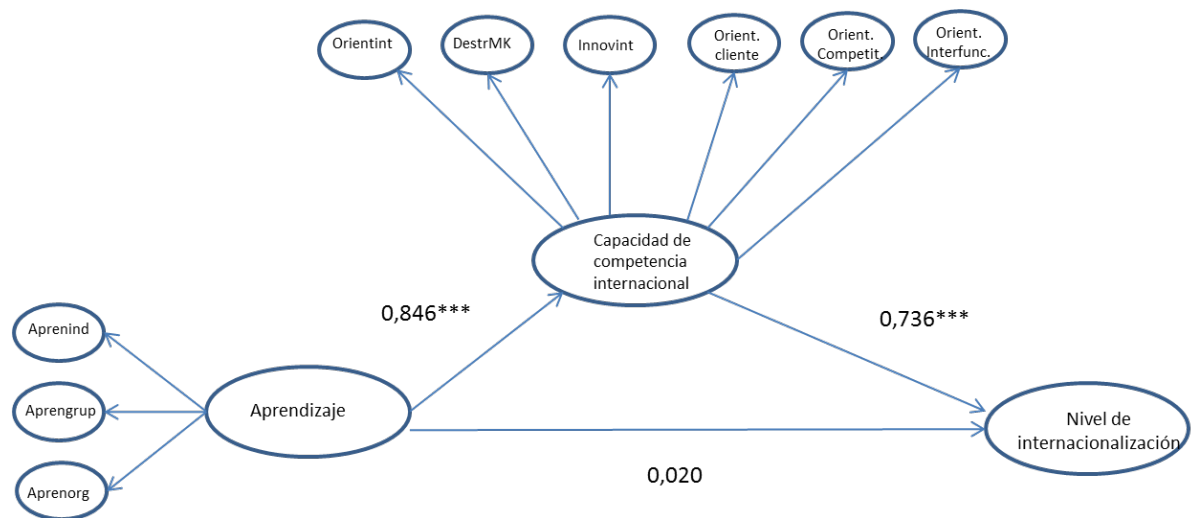 Orientint
DestrMK
Innovint
Orient.
cliente
Orient.
Competit.
Orient.
Interfunc.
Capacidad de
competencia
internacional
0,846***
0,736***
Aprenind
Aprengrup
Aprenorg
Aprendizaje
Nivel de
internacionalización
0,020